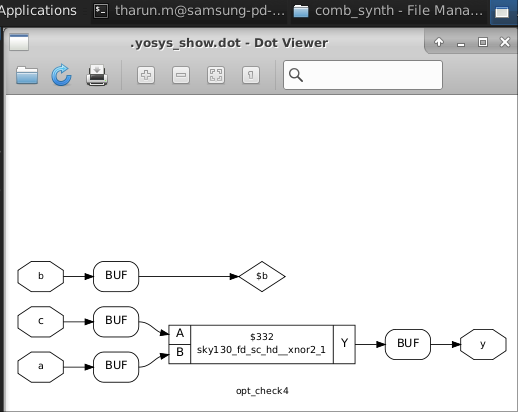 Applications
tharun.m@samsung-pd-...
comb_synth - File Mana...
.yosys_show.dot - Dot Viewer
b
BUF
$b
c
BUF
A
$332
Y
BUF
y
a
BUF
B
sky130_fd_sc_hd__xnor2_1
opt_check4